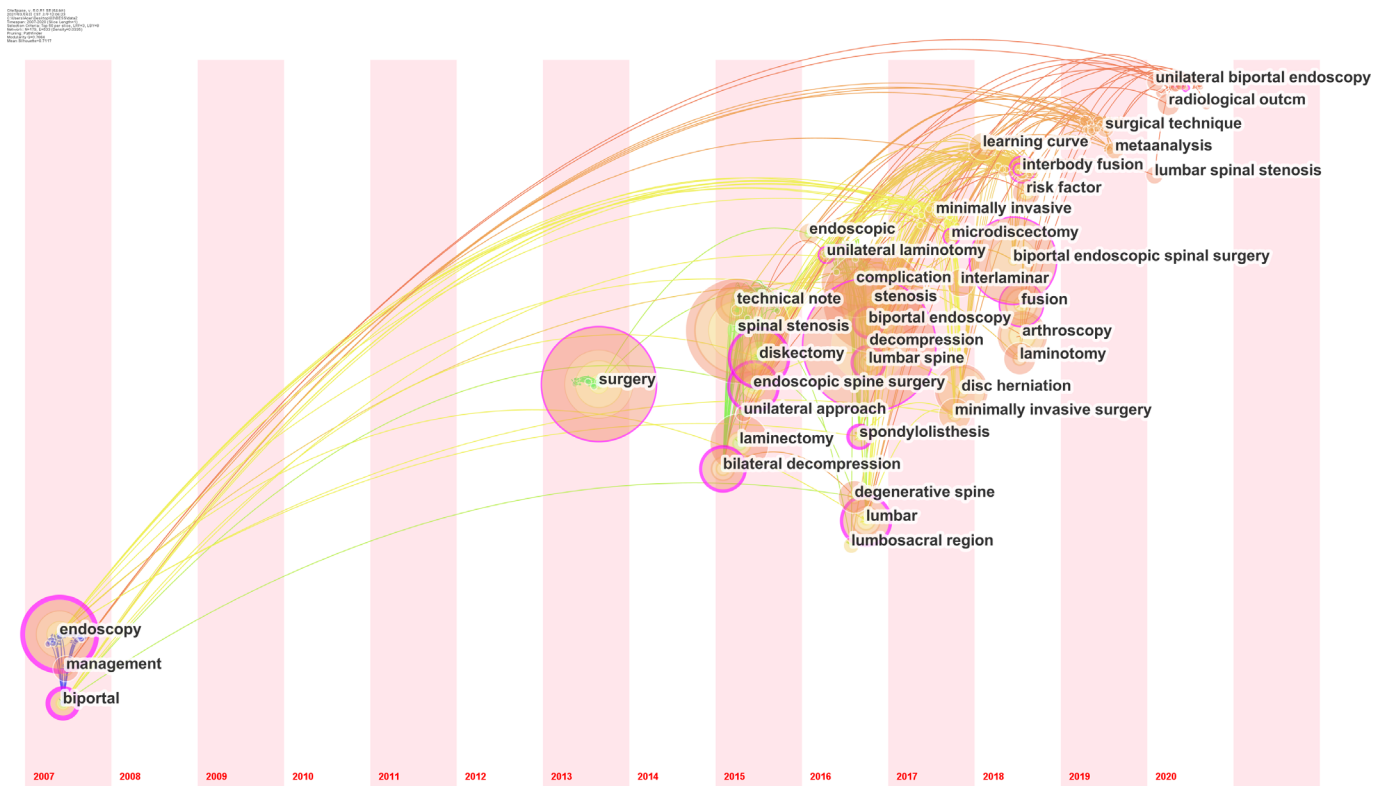 unilateral biportal endoscopy
radiological outcm
surgical technique
learning curve
metaanalysis
interbody fusion
lumbar spinal stenosis
risk factor
minimally invasive
endoscopic
microdiscectomy
unilateral laminotomy
biportal endoscopic spinal surgery
complication
interlaminar
technical note
stenosis
fusion
biportal endoscopy
spinal stenosis
arthroscopy
decompression
diskectomy
lumbar spine
laminotomy
surgery
endoscopic spine surgery
disc herniation
unilateral approach
minimally invasive surgery
spondylolisthesis
laminectomy
bilateral decompression
degenerative spine
lumbar
lumbosacral region
endoscopy
management
biportal
2007 2008 2009 2010 2011 2012 2013 2014 2015 2016 2017 2018 2019 2020